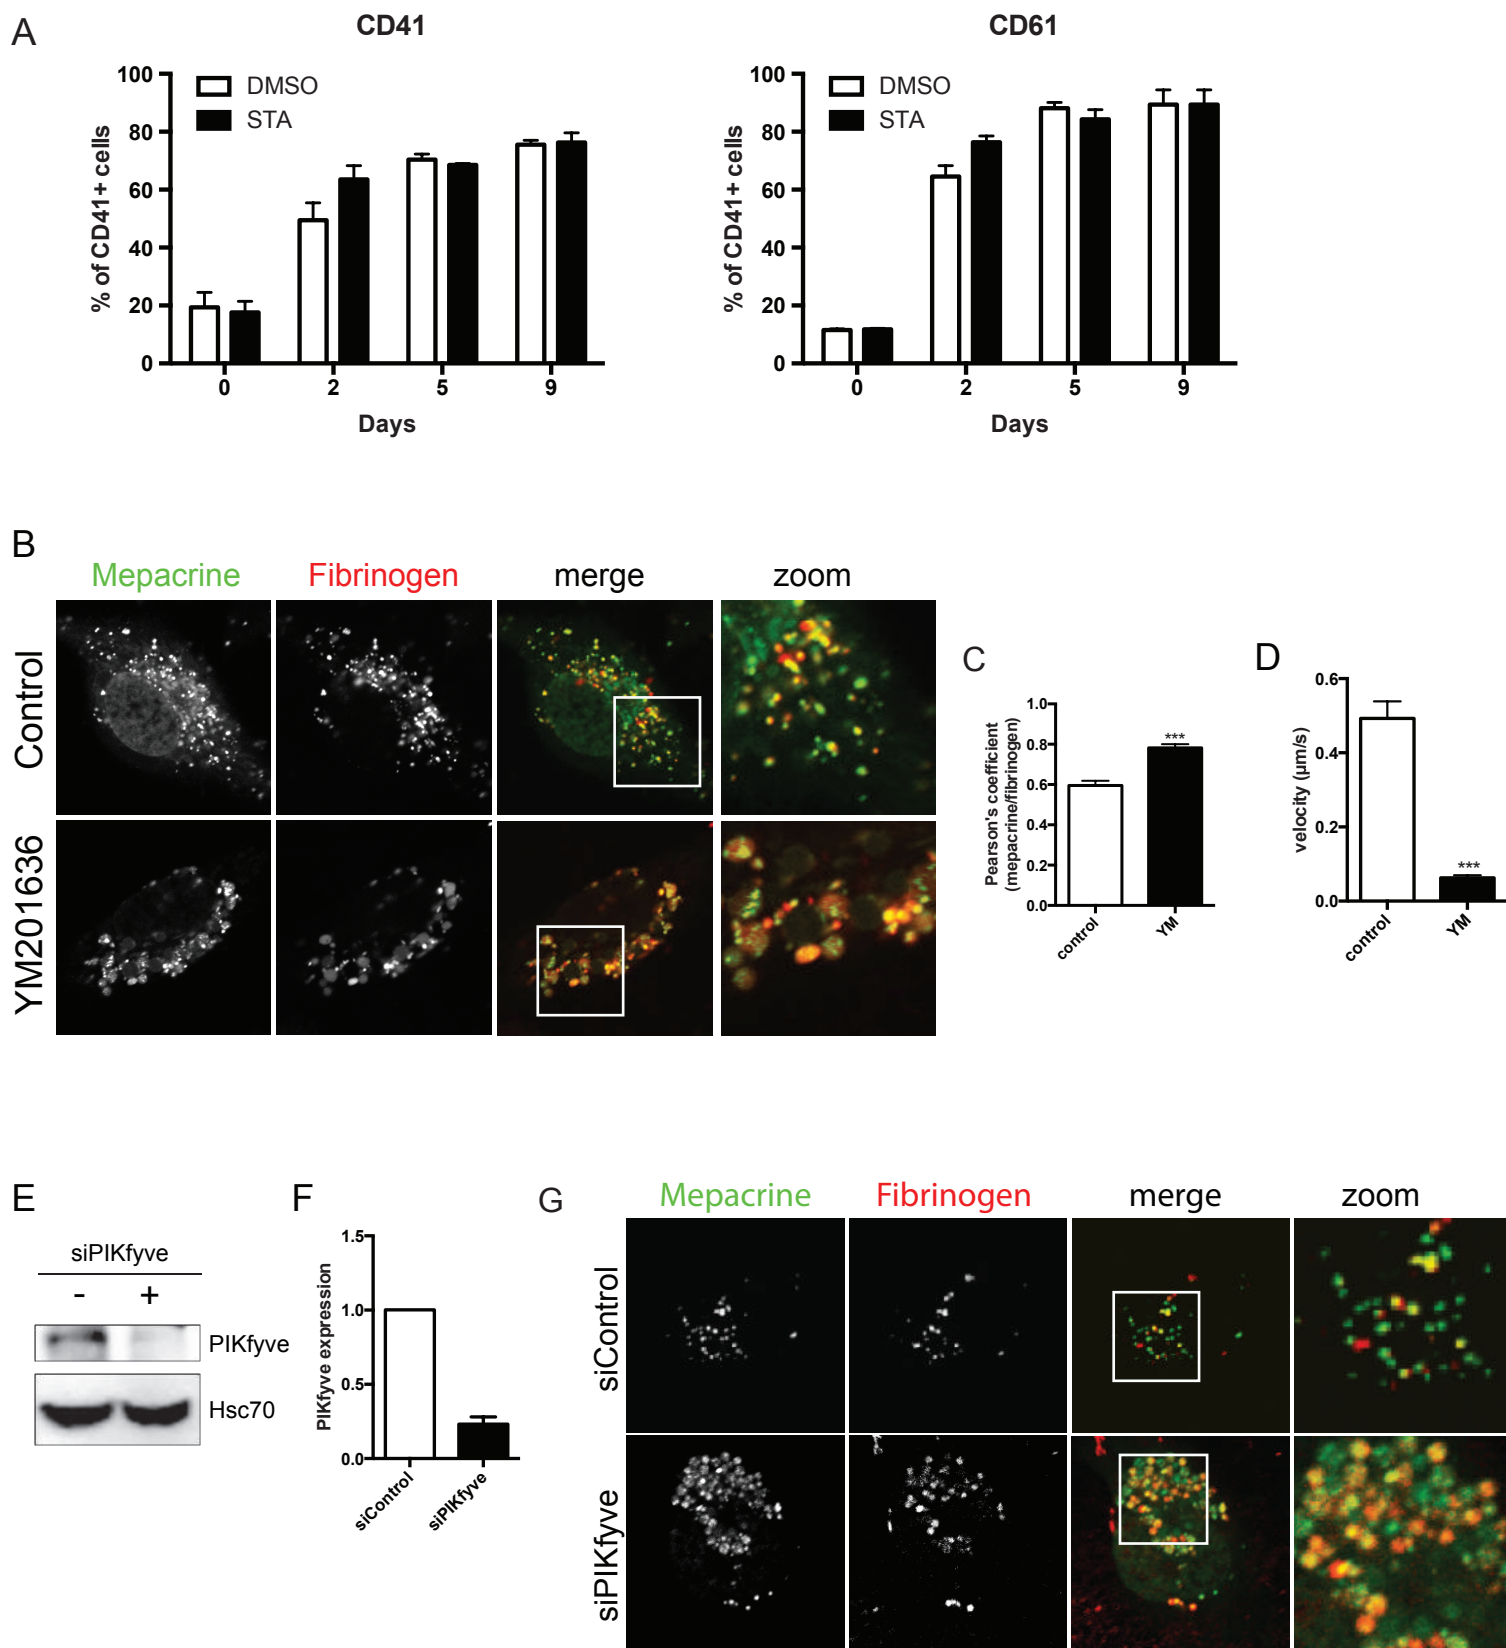 A
CD41
100
80
60
40
20
0
% of CD41+ cells
DMSO
STA
0 2 5 9
Days
CD61
100
80
60
40
20
0
% of CD41+ cells
DMSO
STA
0 2 5 9
Days
B
Mepacrine Fibrinogen merge zoom
Control
YM201636
C
1.0
0.8
0.6
0.4
0.2
0.0
Pearson's coefficient
(mepacrine/fibrinogen)
***
control YM
D
0.6
0.4
0.2
0.0
velocity (µm/s)
***
control YM
E
siPIKfyve
- +
PIKfyve
Hsc70
F
1.5
1.0
0.5
0.0
PIKfyve expression
siControl siPIKfyve
G
Mepacrine Fibrinogen merge zoom
siControl
siPIKfyve